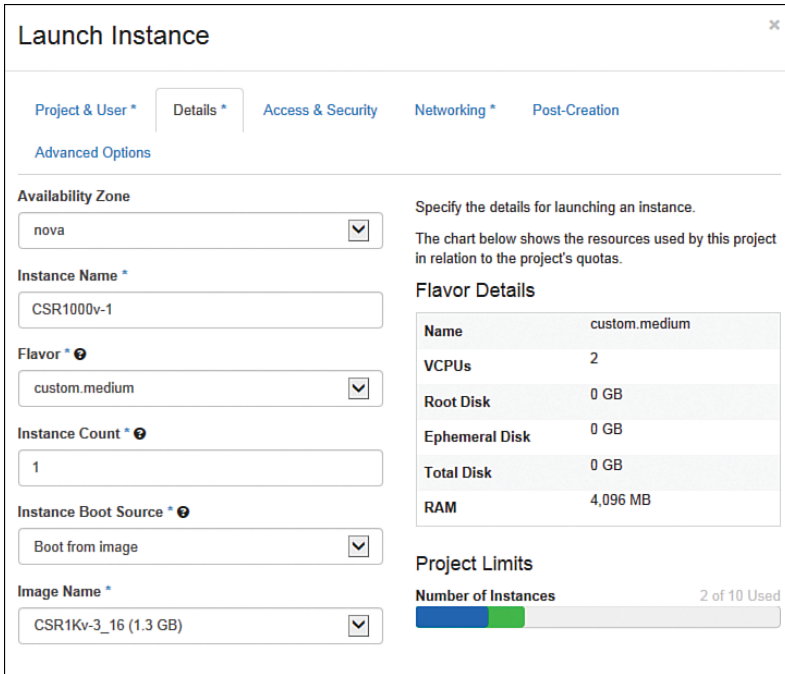 Launch Instance
×
Project & User *
Details *
Access & Security
Networking *
Post-Creation
Advanced Options
Availability Zone
nova
Instance Name *
CSR1000v-1
Flavor * ?
custom.medium
Instance Count * ?
1
Instance Boot Source * ?
Boot from image
Image Name *
CSR1Kv-3_16 (1.3 GB)
Specify the details for launching an instance.
The chart below shows the resources used by this project
in relation to the project's quotas.
Flavor Details
Name custom.medium
VCPUs 2
Root Disk 0 GB
Ephemeral Disk 0 GB
Total Disk 0 GB
RAM 4,096 MB
Project Limits
Number of Instances 2 of 10 Used